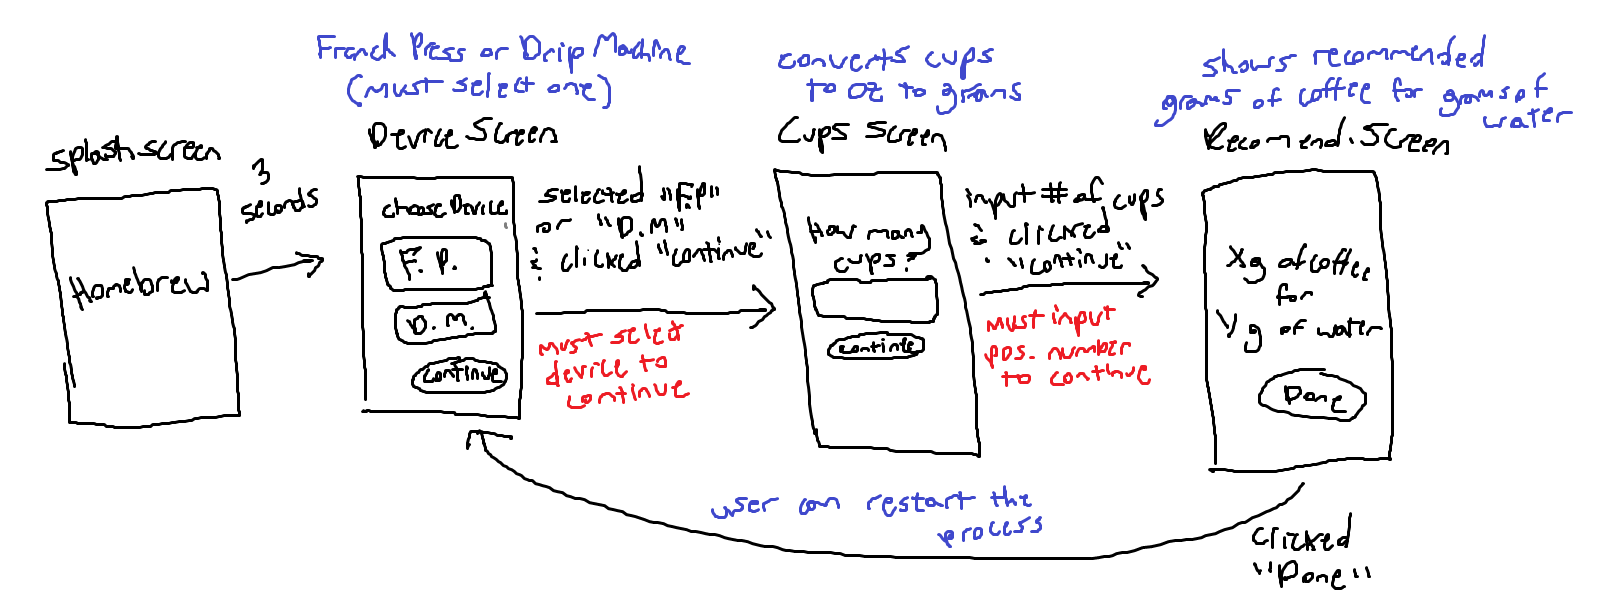 French Press or Drip Machine
(must select one)
converts cups
to oz to grams
shows recommended
grams of coffee for grams of
water
Splash screen
3
seconds
Homebrew
Device Screen
choose Device
F. P.
D. M.
continue
selected "F.P"
or "D.M"
& clicked "continue"
must select
device to
continue
Cups Screen
How many
cups?
continue
input # of cups
& clicked
"continue"
must input
pos. number
to continue
Recomend. Screen
Xg of coffee
for
Yg of water
Done
user can restart the
process
clicked
"Done"